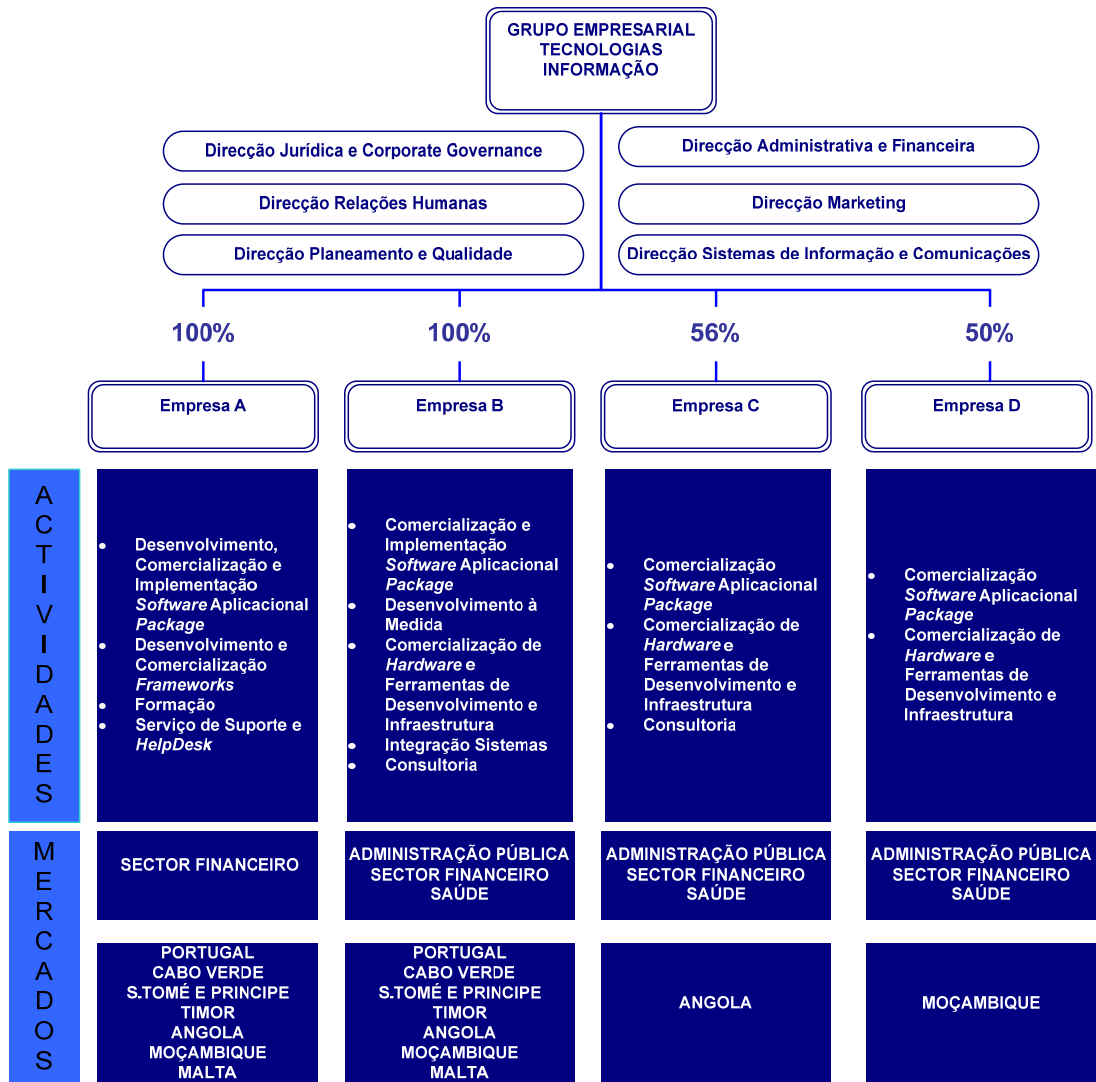 GRUPO EMPRESARIAL
TECNOLOGIAS
INFORMAÇÃO
Direcção Jurídica e Corporate Governance
Direcção Administrativa e Financeira
Direcção Relações Humanas
Direcção Marketing
Direcção Planeamento e Qualidade
Direcção Sistemas de Informação e Comunicações
100%
100%
56%
50%
Empresa A
Empresa B
Empresa C
Empresa D
A
C
T
I
V
I
D
A
D
E
S
• Desenvolvimento,
Comercialização e
Implementação
Software Aplicacional
Package
• Desenvolvimento e
Comercialização
Frameworks
• Formação
• Serviço de Suporte e
HelpDesk
• Comercialização e
Implementação
Software Aplicacional
Package
• Desenvolvimento à
Medida
• Comercialização de
Hardware e
Ferramentas de
Desenvolvimento e
Infraestrutura
• Integração Sistemas
• Consultoria
• Comercialização
Software Aplicacional
Package
• Comercialização de
Hardware e
Ferramentas de
Desenvolvimento e
Infraestrutura
• Consultoria
• Comercialização
Software Aplicacional
Package
• Comercialização de
Hardware e
Ferramentas de
Desenvolvimento e
Infraestrutura
M
E
R
C
A
D
O
S
SECTOR FINANCEIRO
ADMINISTRAÇÃO PÚBLICA
SECTOR FINANCEIRO
SAÚDE
ADMINISTRAÇÃO PÚBLICA
SECTOR FINANCEIRO
SAÚDE
ADMINISTRAÇÃO PÚBLICA
SECTOR FINANCEIRO
SAÚDE
PORTUGAL
CABO VERDE
S.TOMÉ E PRINCIPE
TIMOR
ANGOLA
MOÇAMBIQUE
MALTA
PORTUGAL
CABO VERDE
S.TOMÉ E PRINCIPE
TIMOR
ANGOLA
MOÇAMBIQUE
MALTA
ANGOLA
MOÇAMBIQUE